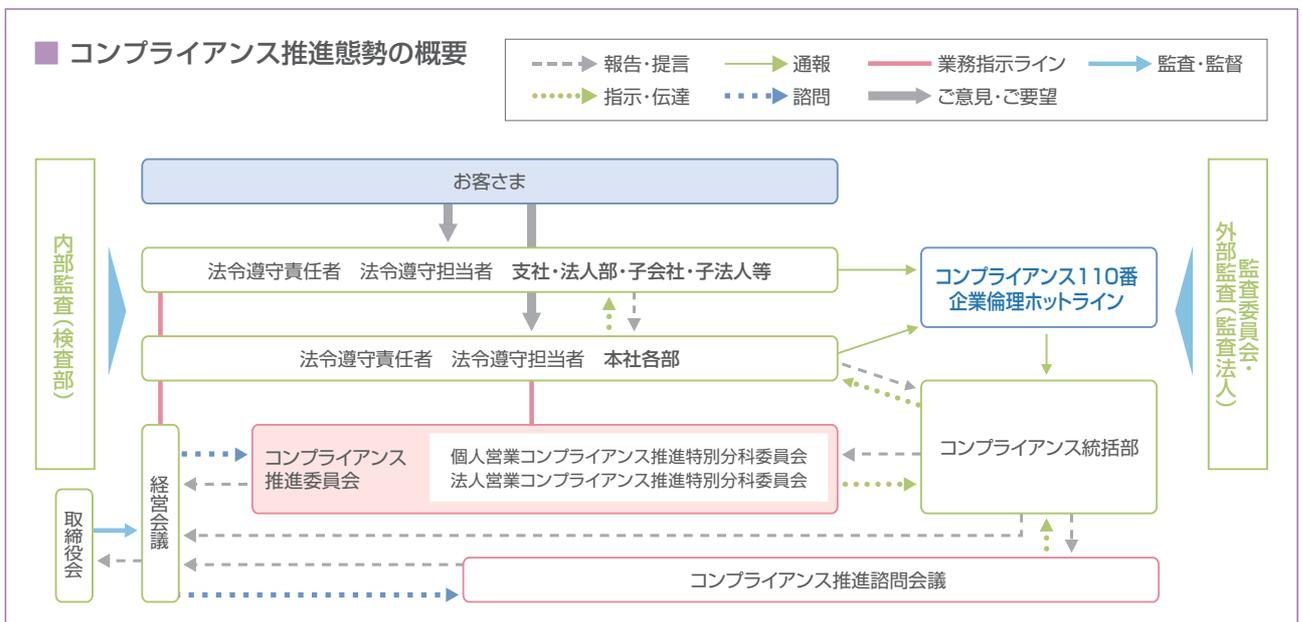 コンプライアンス推進態勢の概要
報告・提言
通報
業務指示ライン
監査・監督
指示・伝達
諮問
ご意見・ご要望
内部監査（検査部）
お客さま
法令遵守責任者 法令遵守担当者 支社・法人部・子会社・子法人等
コンプライアンス110番
企業倫理ホットライン
監査委員会・
外部監査（監査法人）
法令遵守責任者 法令遵守担当者 本社各部
コンプライアンス統括部
コンプライアンス
推進委員会
個人営業コンプライアンス推進特別分科委員会
法人営業コンプライアンス推進特別分科委員会
経営会議
取締役会
コンプライアンス推進諮問会議